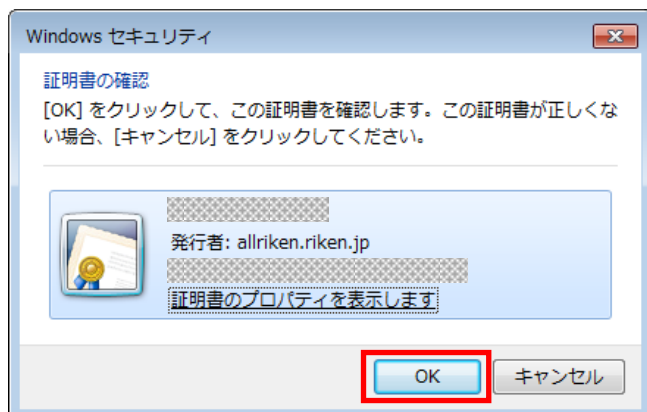 Windows セキュリティ
証明書の確認
[OK] をクリックして、この証明書を確認します。この証明書が正しくな
い場合、[キャンセル] をクリックしてください。
発行者: allriken.riken.jp
証明書のプロパティを表示します
OK
キャンセル